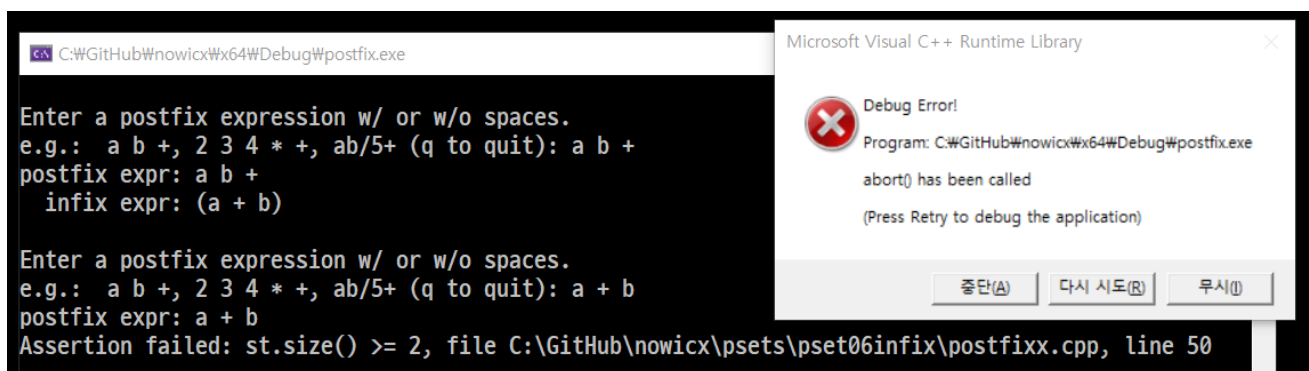 C:₩GitHub₩nowicx₩x64₩Debug₩postfix.exe
Enter a postfix expression w/ or w/o spaces.
e.g.:  a b +, 2 3 4 * +, ab/5+ (q to quit): a b +
postfix expr: a b +
  infix expr: (a + b)
Enter a postfix expression w/ or w/o spaces.
e.g.:  a b +, 2 3 4 * +, ab/5+ (q to quit): a + b
postfix expr: a + b
Assertion failed: st.size() >= 2, file C:\GitHub\nowicx\psets\pset06infix\postfixx.cpp, line 50
Microsoft Visual C++ Runtime Library
Debug Error!
Program: C:₩GitHub₩nowicx₩x64₩Debug₩postfix.exe
abort() has been called
(Press Retry to debug the application)
중단(A) 다시 시도(R) 무시(I)